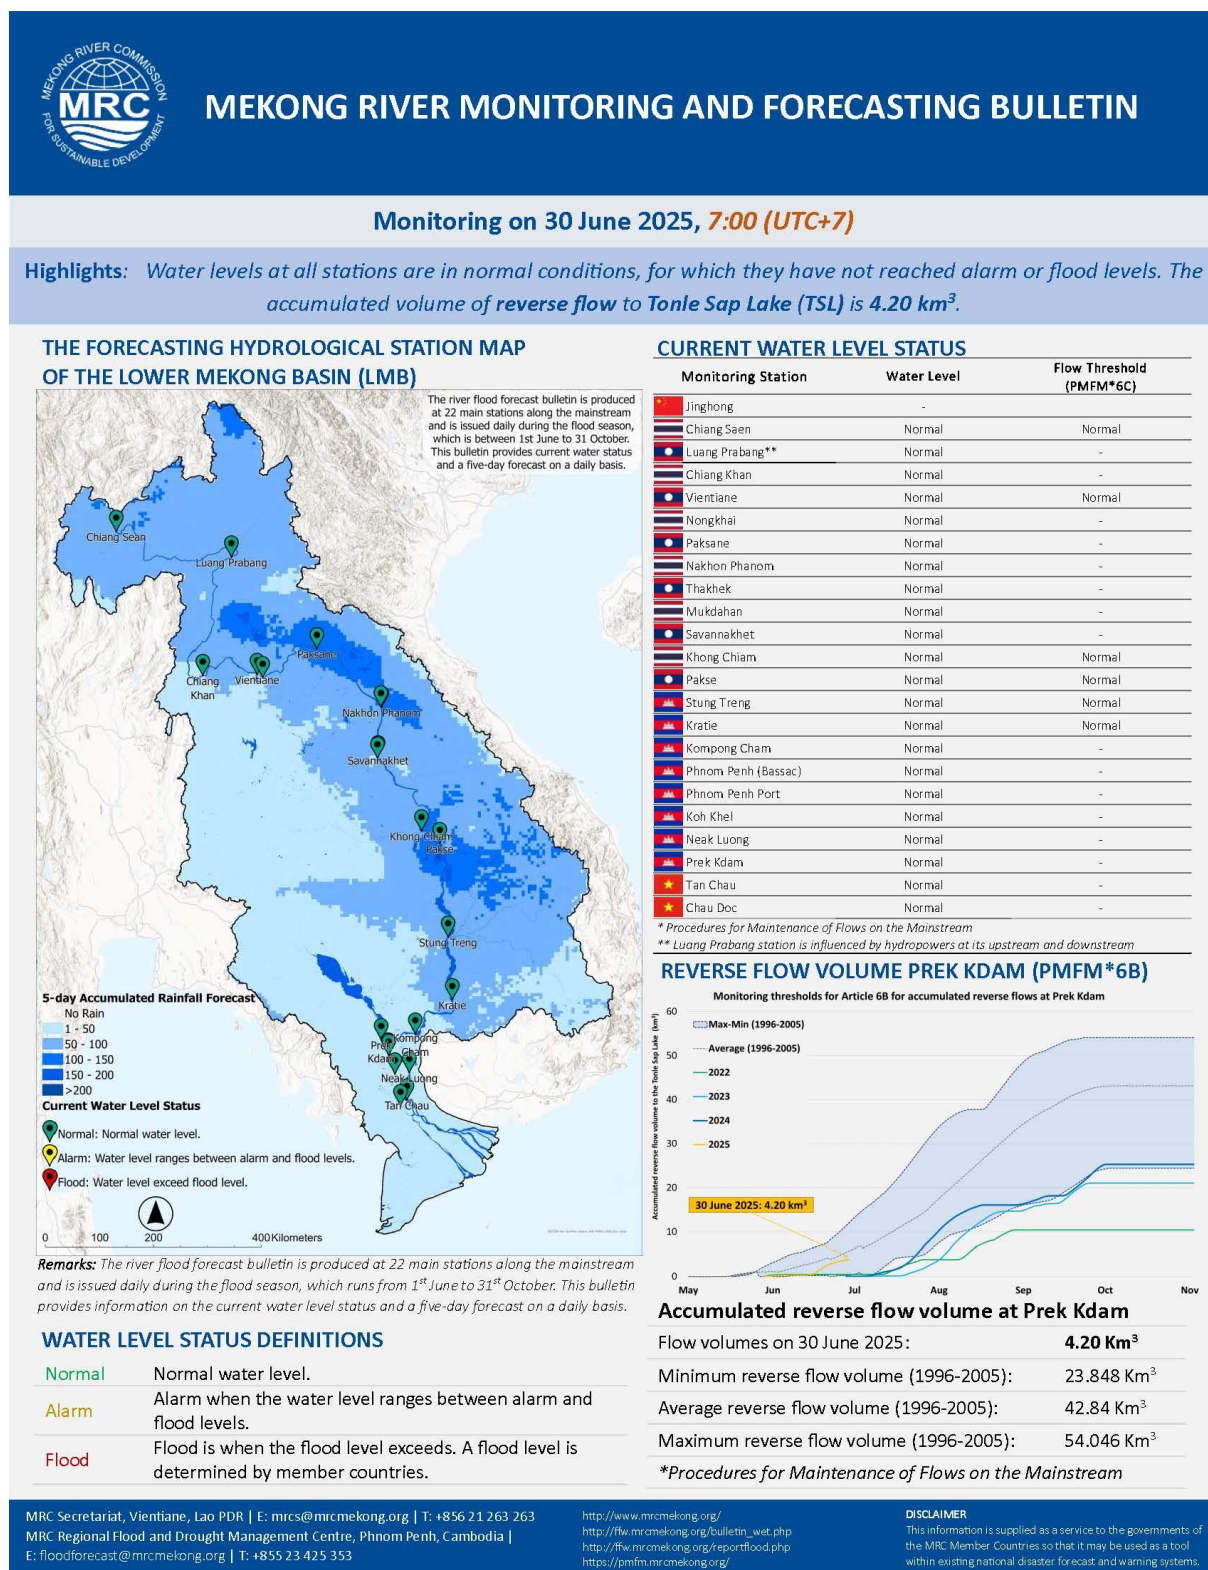 MEKONG RIVER COMMISSION
MRC
FOR SUSTAINABLE DEVELOPMENT
MEKONG RIVER MONITORING AND FORECASTING BULLETIN
Monitoring on 30 June 2025, 7:00 (UTC+7)
Highlights: Water levels at all stations are in normal conditions, for which they have not reached alarm or flood levels. The
accumulated volume of reverse flow to Tonle Sap Lake (TSL) is 4.20 km³.
THE FORECASTING HYDROLOGICAL STATION MAP
OF THE LOWER MEKONG BASIN (LMB)
The river flood forecast bulletin is produced
at 22 main stations along the mainstream
and is issued daily during the flood season,
which is between 1st June to 31 October.
This bulletin provides current water status
and a five-day forecast on a daily basis.
Chiang Sean
Luang Prabang
Paksane
Chiang
Khan
Vientiane
Nakhon Phanom
Savannakhet
Khong Chiam
Pakse
Stung Treng
Kratie
Kompong
Cham
Prek
Kdam
Neak Luong
Tan Chau
5-day Accumulated Rainfall Forecast
No Rain
1 - 50
50 - 100
100 - 150
150 - 200
>200
Current Water Level Status
Normal: Normal water level.
Alarm: Water level ranges between alarm and flood levels.
Flood: Water level exceed flood level.
0 100 200 400 Kilometers
Remarks: The river flood forecast bulletin is produced at 22 main stations along the mainstream
and is issued daily during the flood season, which runs from 1st June to 31st October. This bulletin
provides information on the current water level status and a five-day forecast on a daily basis.
WATER LEVEL STATUS DEFINITIONS
Normal Normal water level.
Alarm Alarm when the water level ranges between alarm and
flood levels.
Flood Flood is when the flood level exceeds. A flood level is
determined by member countries.
CURRENT WATER LEVEL STATUS
Monitoring Station Water Level Flow Threshold
(PMFM*6C)
Jinghong -
Chiang Saen Normal Normal
Luang Prabang** Normal -
Chiang Khan Normal -
Vientiane Normal Normal
Nongkhai Normal -
Paksane Normal -
Nakhon Phanom Normal -
Thakhek Normal -
Mukdahan Normal -
Savannakhet Normal -
Khong Chiam Normal Normal
Pakse Normal Normal
Stung Treng Normal Normal
Kratie Normal Normal
Kompong Cham Normal -
Phnom Penh (Bassac) Normal -
Phnom Penh Port Normal -
Koh Khel Normal -
Neak Luong Normal -
Prek Kdam Normal -
Tan Chau Normal -
Chau Doc Normal -
* Procedures for Maintenance of Flows on the Mainstream
** Luang Prabang station is influenced by hydropowers at its upstream and downstream
REVERSE FLOW VOLUME PREK KDAM (PMFM*6B)
Monitoring thresholds for Article 6B for accumulated reverse flows at Prek Kdam
Accumulated reverse flow volume to the Tonle Sap Lake (km³)
60
50
40
30
20
10
0
Max-Min (1996-2005)
Average (1996-2005)
2022
2023
2024
2025
30 June 2025: 4.20 km³
May Jun Jul Aug Sep Oct Nov
Accumulated reverse flow volume at Prek Kdam
Flow volumes on 30 June 2025: 4.20 Km³
Minimum reverse flow volume (1996-2005): 23.848 Km³
Average reverse flow volume (1996-2005): 42.84 Km³
Maximum reverse flow volume (1996-2005): 54.046 Km³
*Procedures for Maintenance of Flows on the Mainstream
MRC Secretariat, Vientiane, Lao PDR | E: mrcs@mrcmekong.org | T: +856 21 263 263
MRC Regional Flood and Drought Management Centre, Phnom Penh, Cambodia |
E: floodforecast@mrcmekong.org | T: +855 23 425 353
http://www.mrcmekong.org/
http://ffw.mrcmekong.org/bulletin_wet.php
http://ffw.mrcmekong.org/reportflood.php
https://pmfm.mrcmekong.org/
DISCLAIMER
This information is supplied as a service to the governments of
the MRC Member Countries so that it may be used as a tool
within existing national disaster forecast and warning systems.